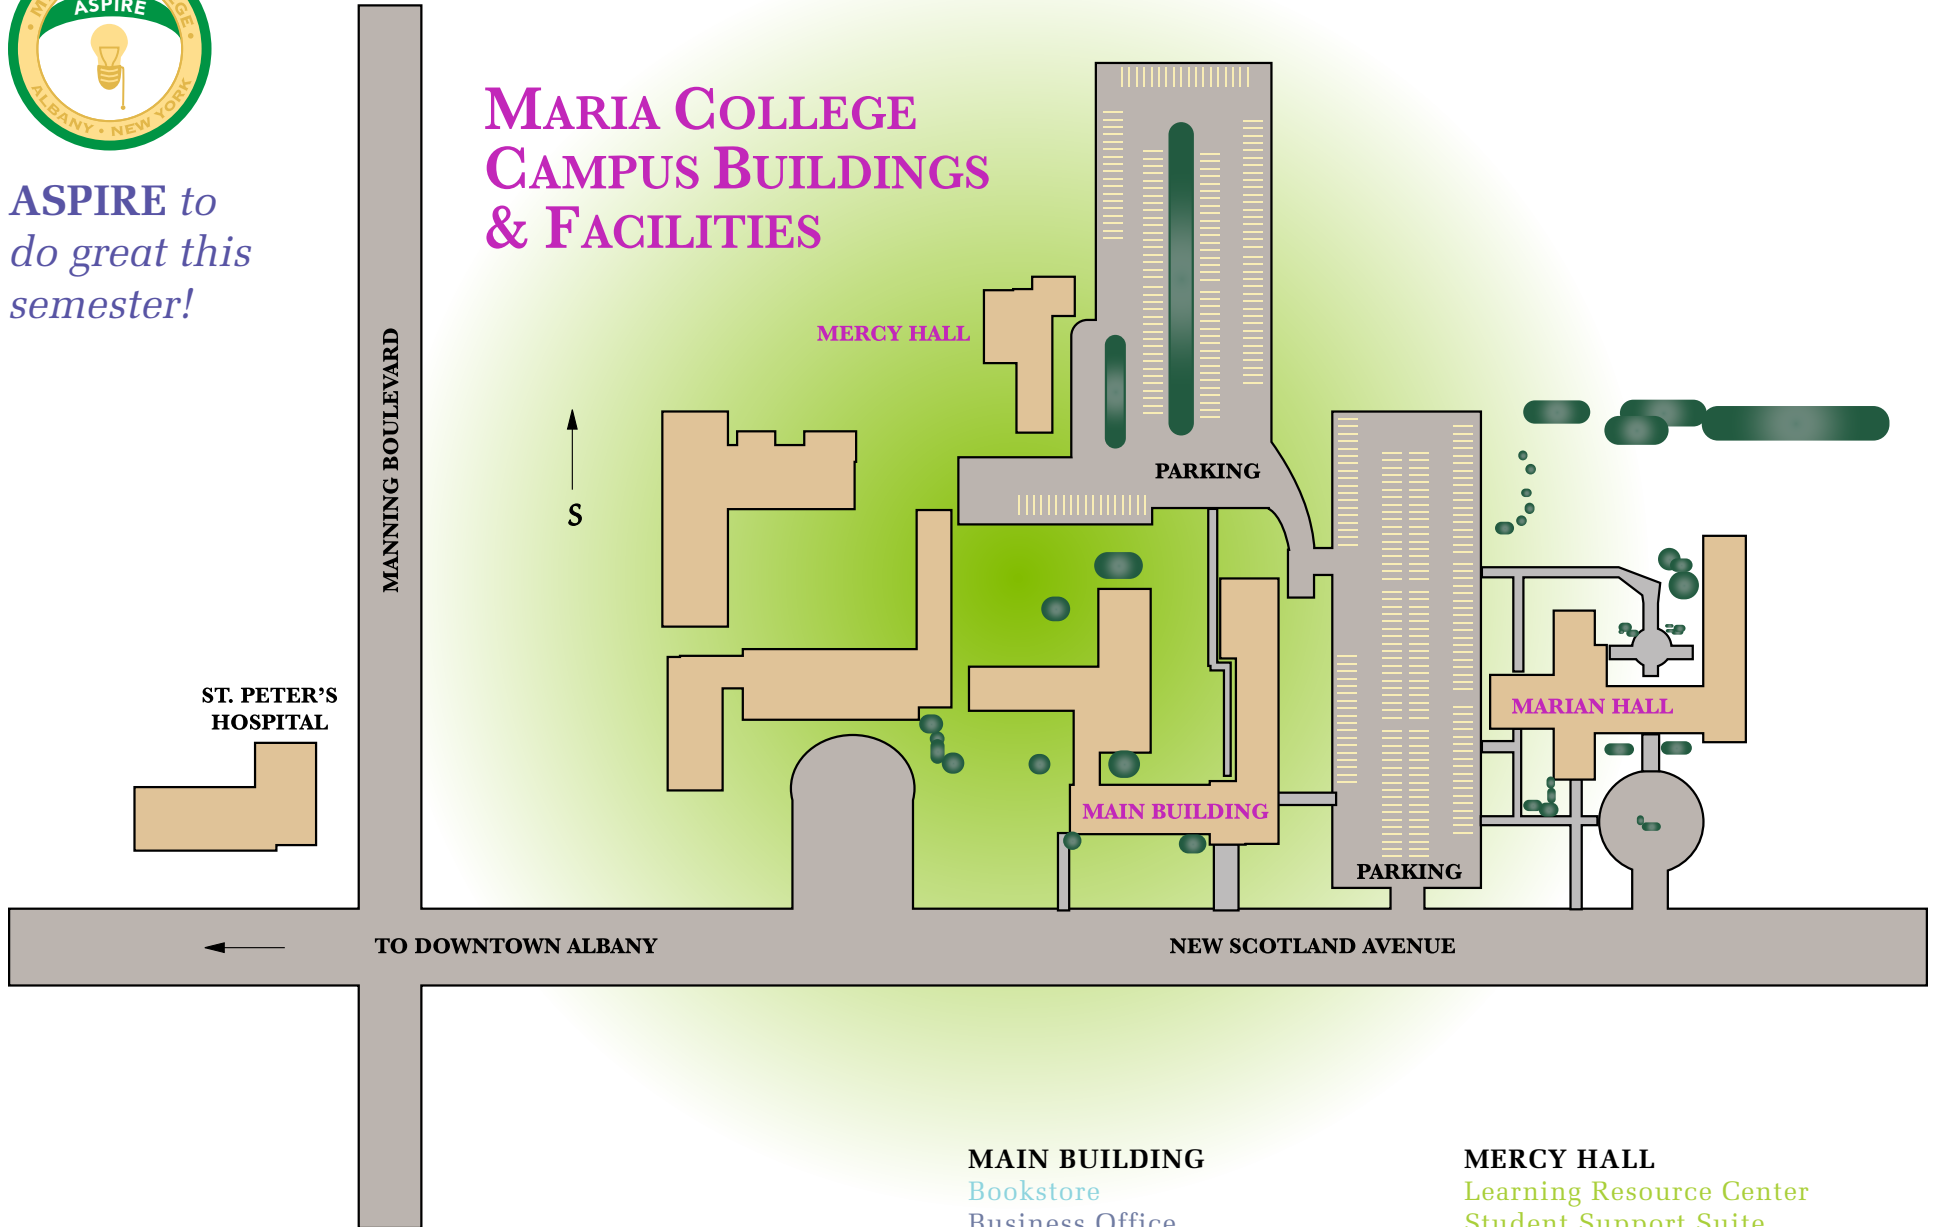 ASPIRE
ALBANY • NEW YORK
ASPIRE to
do great this
semester!
MARIA COLLEGE
CAMPUS BUILDINGS
& FACILITIES
MERCY HALL
MANNING BOULEVARD
S
PARKING
ST. PETER'S
HOSPITAL
MARIAN HALL
MAIN BUILDING
PARKING
TO DOWNTOWN ALBANY
NEW SCOTLAND AVENUE
MAIN BUILDING
Bookstore
Business Office
MERCY HALL
Learning Resource Center
Student Support Suite